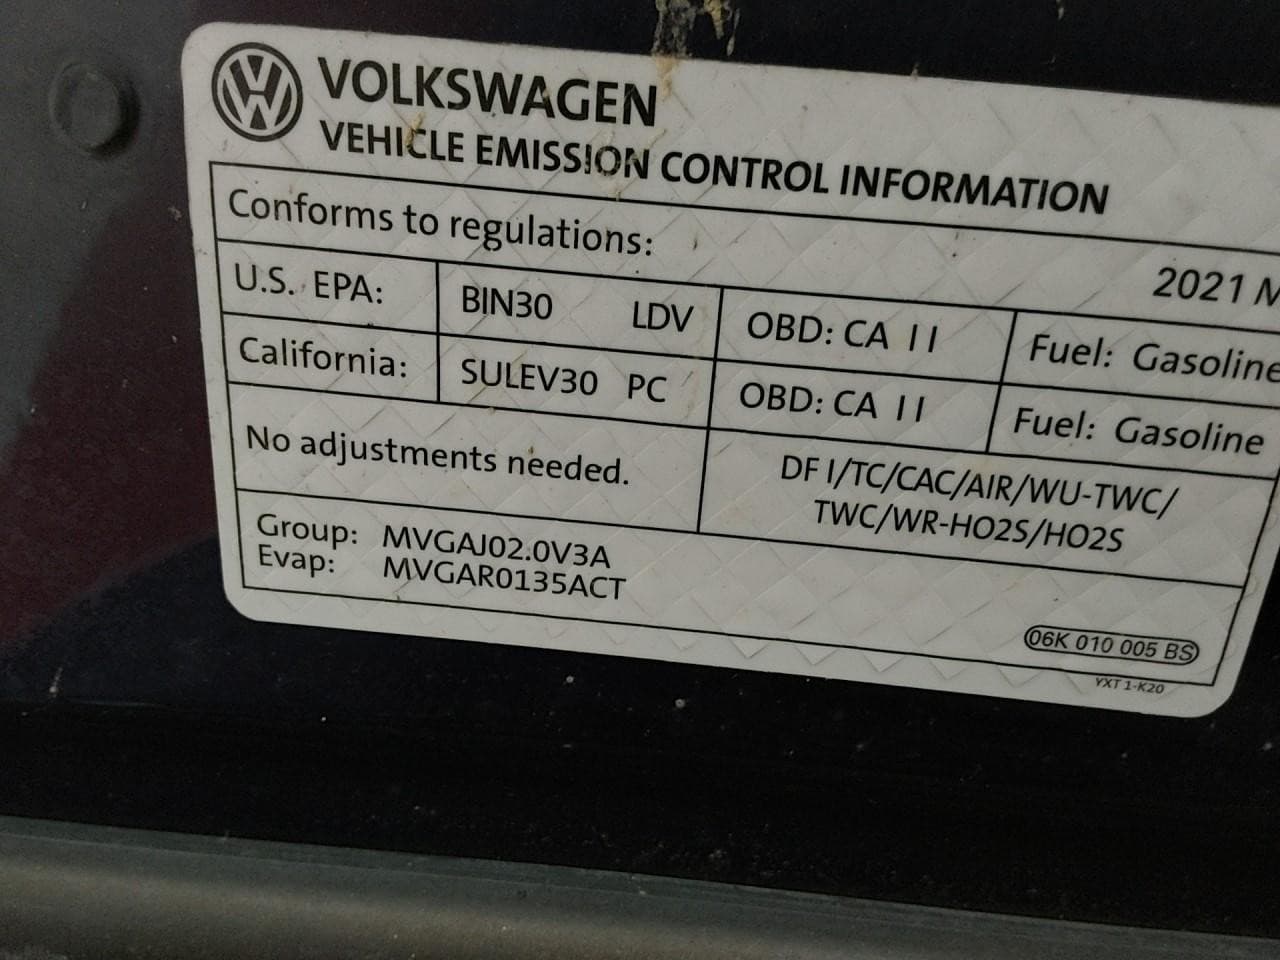 VOLKSWAGEN
VEHICLE EMISSION CONTROL INFORMATION
Conforms to regulations:
2021 M
U.S. EPA: BIN30 LDV OBD: CA II Fuel: Gasoline
California: SULEV30 PC OBD: CA II Fuel: Gasoline
No adjustments needed.
DFI/TC/CAC/AIR/WU-TWC/
TWC/WR-HO2S/HO2S
Group: MVGAJ02.0V3A
Evap: MVGAR0135ACT
06K 010 005 BS
YXT 1-K20